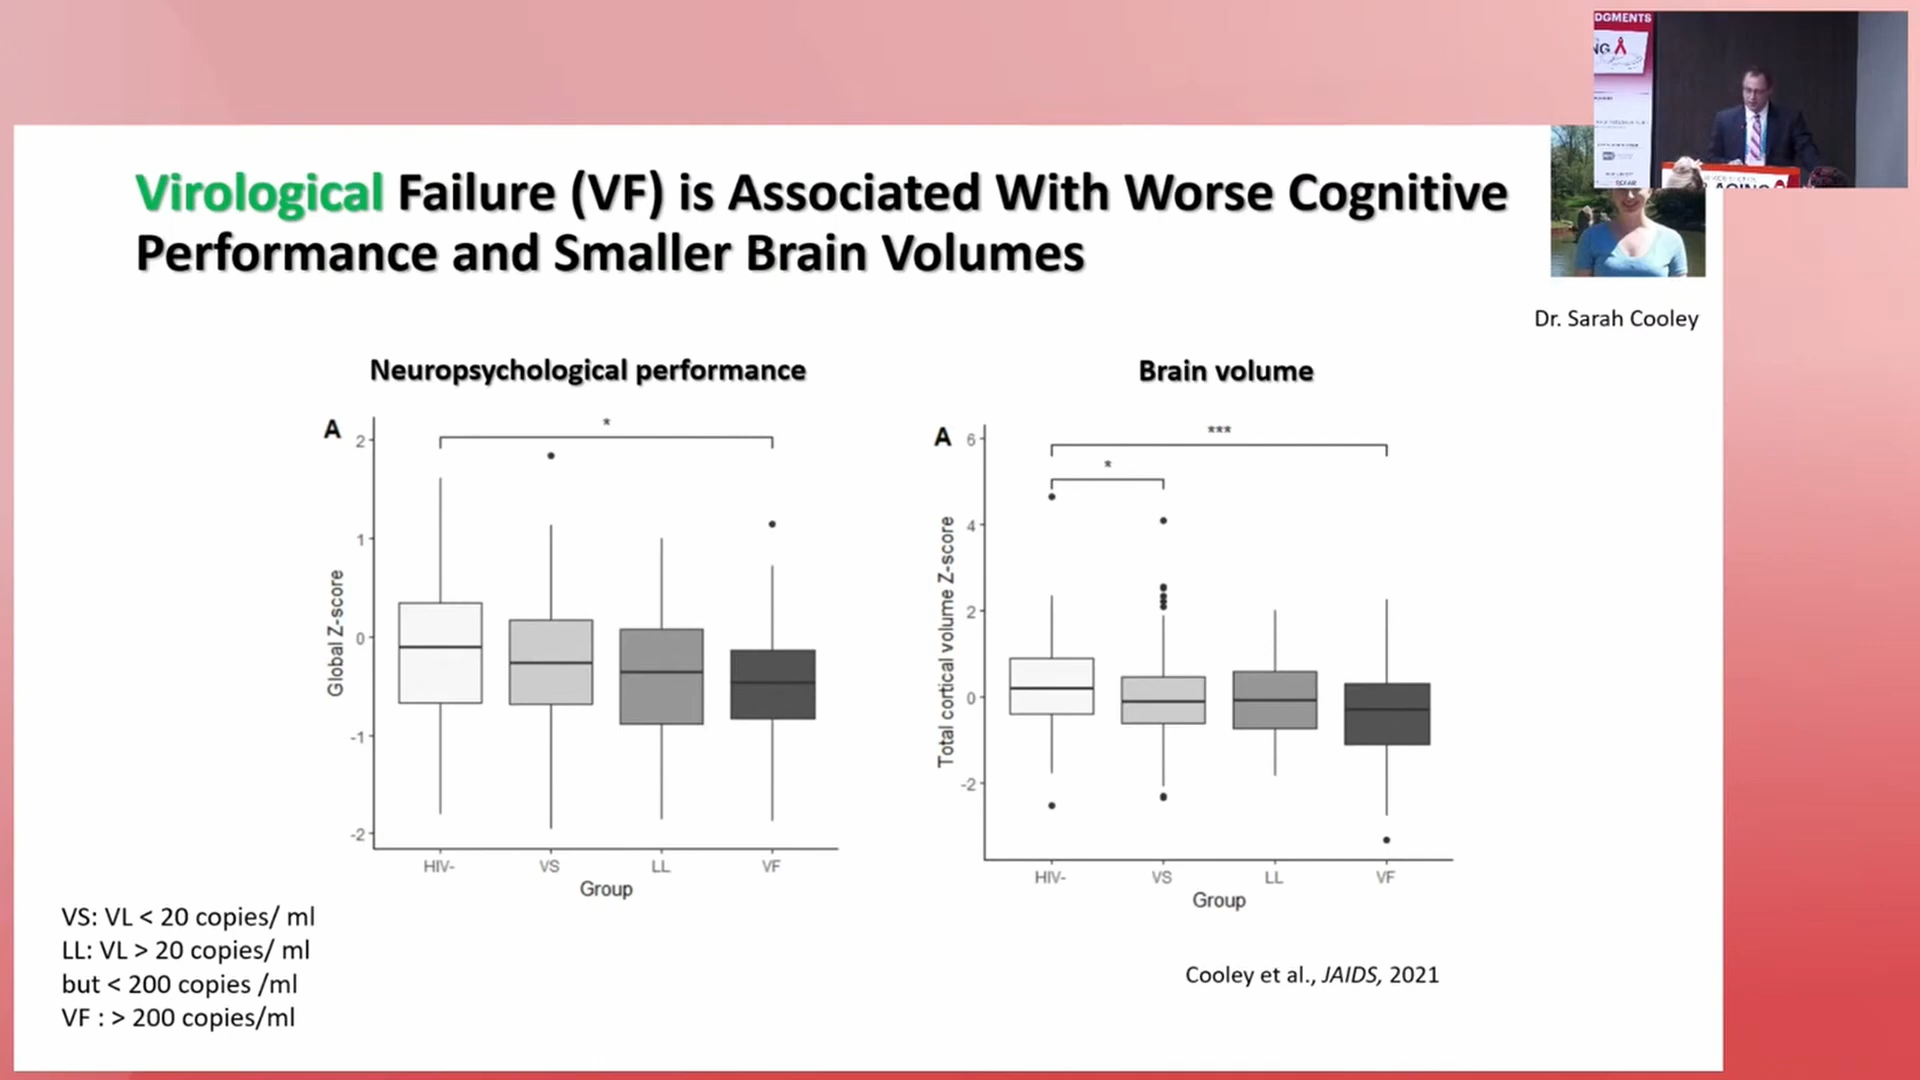 DGMENTS
NG
AGING
Virological Failure (VF) is Associated With Worse Cognitive
Performance and Smaller Brain Volumes
Dr. Sarah Cooley
Neuropsychological performance
A
*
2
1
0
-1
-2
Global Z-score
HIV- VS LL VF
Group
Brain volume
A
***
*
6
4
2
0
-2
Total cortical volume Z-score
HIV- VS LL VF
Group
VS: VL < 20 copies/ ml
LL: VL > 20 copies/ ml
but < 200 copies /ml
VF : > 200 copies/ml
Cooley et al., JAIDS, 2021